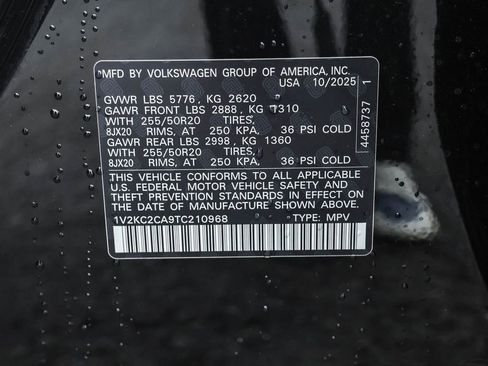 MFD BY VOLKSWAGEN GROUP OF AMERICA, INC.
USA 10/2025 1
GVWR LBS 5776, KG 2620
GAWR FRONT LBS 2888, KG 1310
WITH 255/50R20 TIRES,
8JX20 RIMS, AT 250 KPA, 36 PSI COLD
GAWR REAR LBS 2998, KG 1360
WITH 255/50R20 TIRES,
8JX20 RIMS, AT 250 KPA, 36 PSI COLD
4458737
THIS VEHICLE CONFORMS TO ALL APPLICABLE
U.S. FEDERAL MOTOR VEHICLE SAFETY AND
THEFT PREVENTION STANDARDS IN EFFECT ON
THE DATE OF MANUFACTURE SHOWN ABOVE.
1V2KC2CA9TC210968 TYPE: MPV